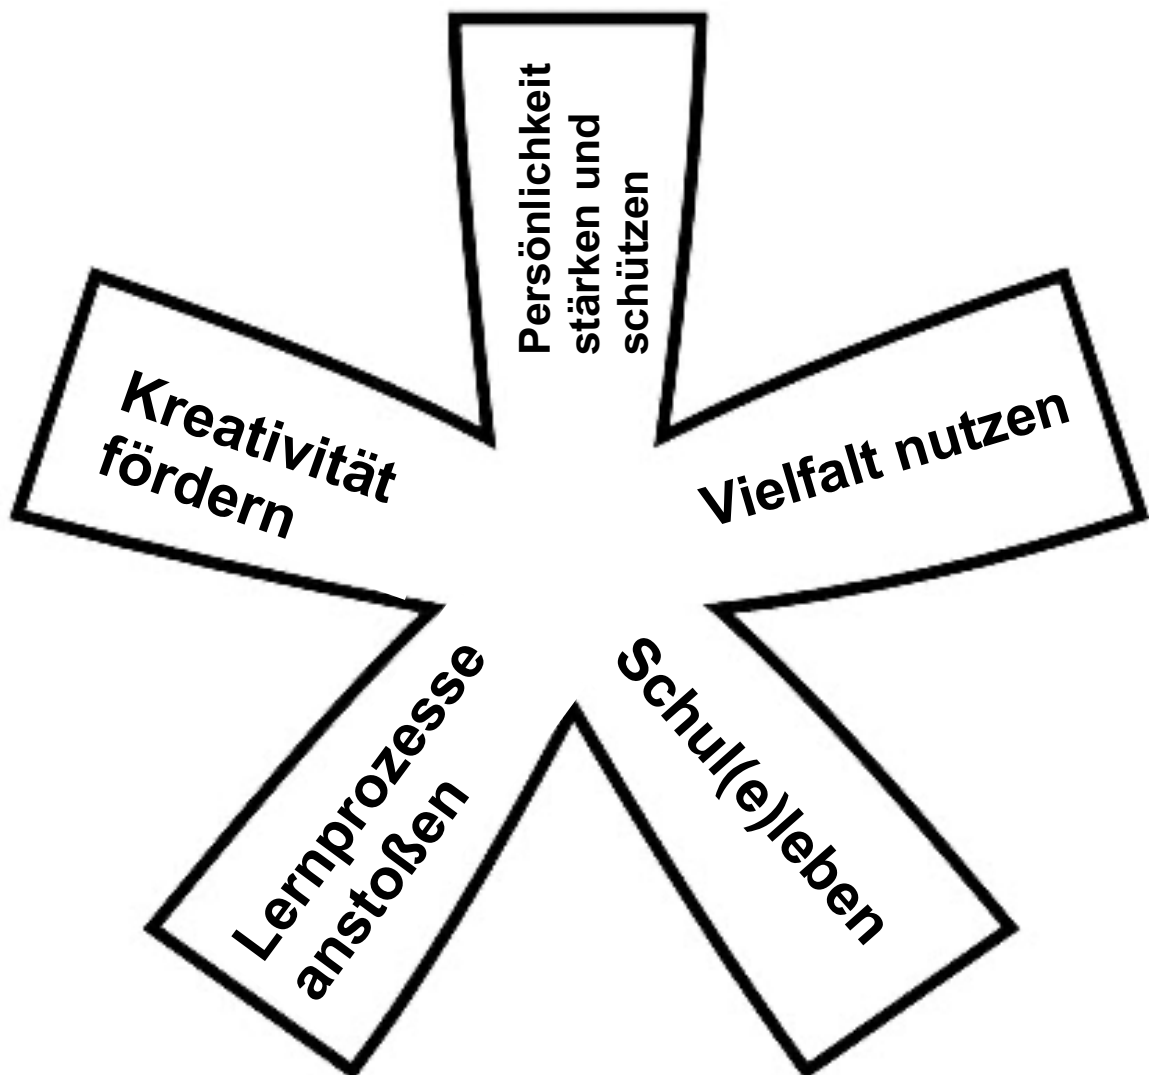 Persönlichkeit
stärken und
schützen
Kreativität
fördern
Vielfalt nutzen
Lernprozesse
anstoßen
Schul(e)leben